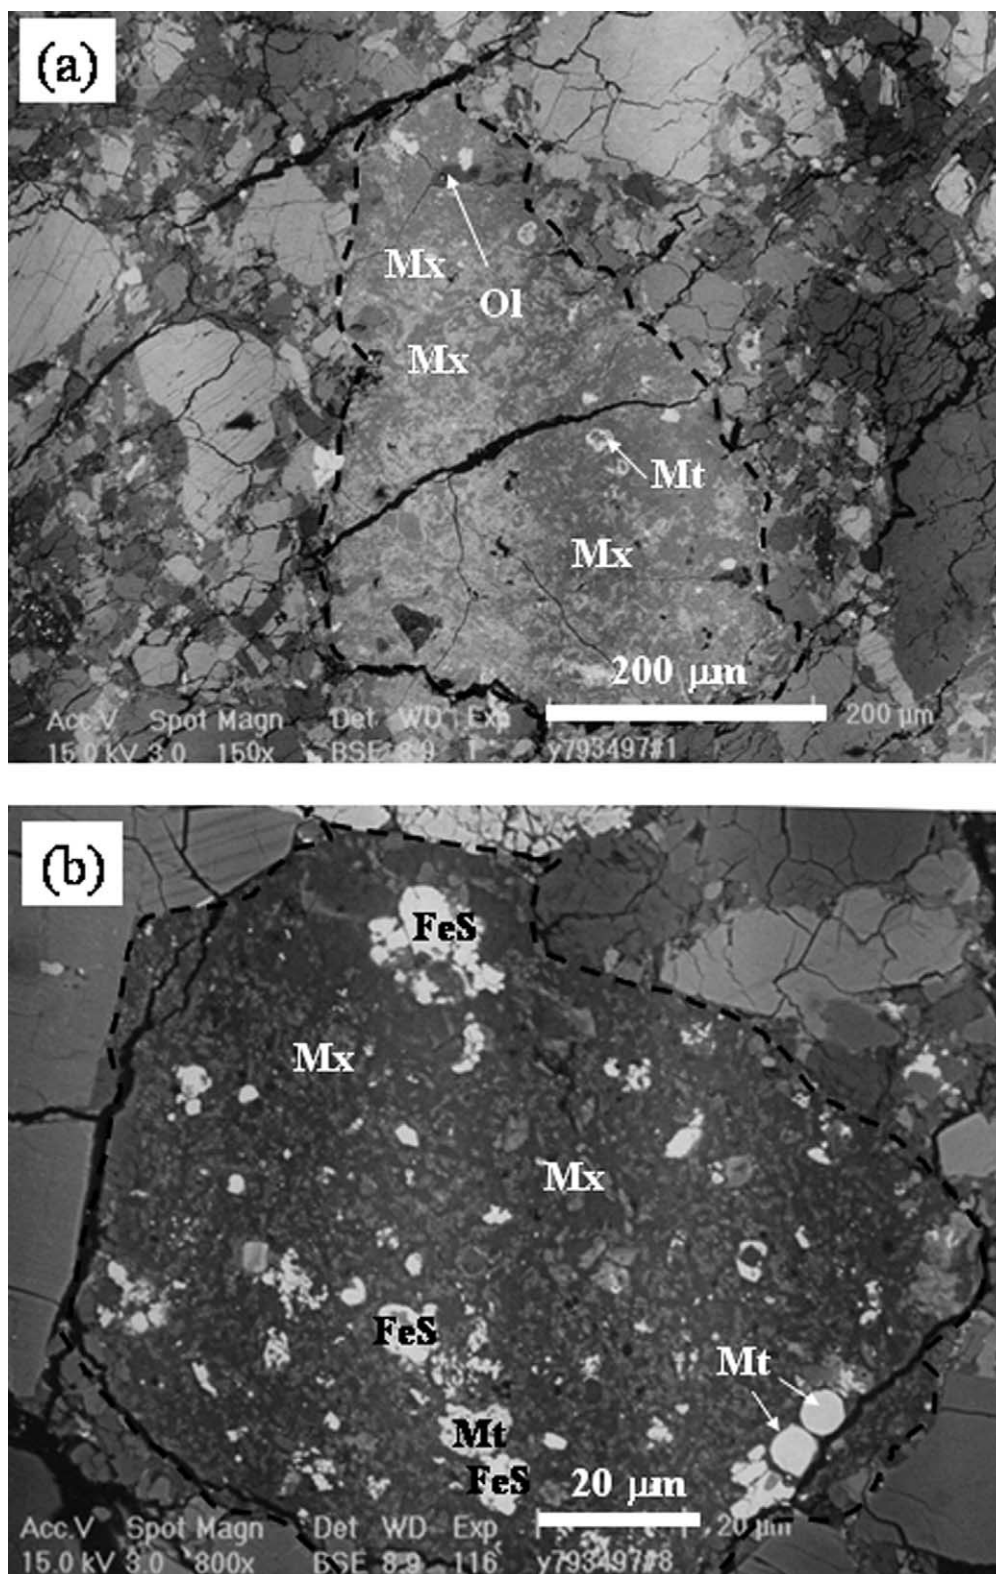 (a)
Mx
Ol
Mx
Mt
Mx
200 μm
Acc.V Spot Magn Det WD Exp 200 μm
15.0 kV 3.0 150x BSE 8.9 1 y793497#1
(b)
FeS
Mx
Mx
FeS
Mt
Mt
FeS
20 μm
Acc.V Spot Magn Det WD Exp 20 μm
15.0 kV 3.0 800x BSE 8.9 116 y793497#8